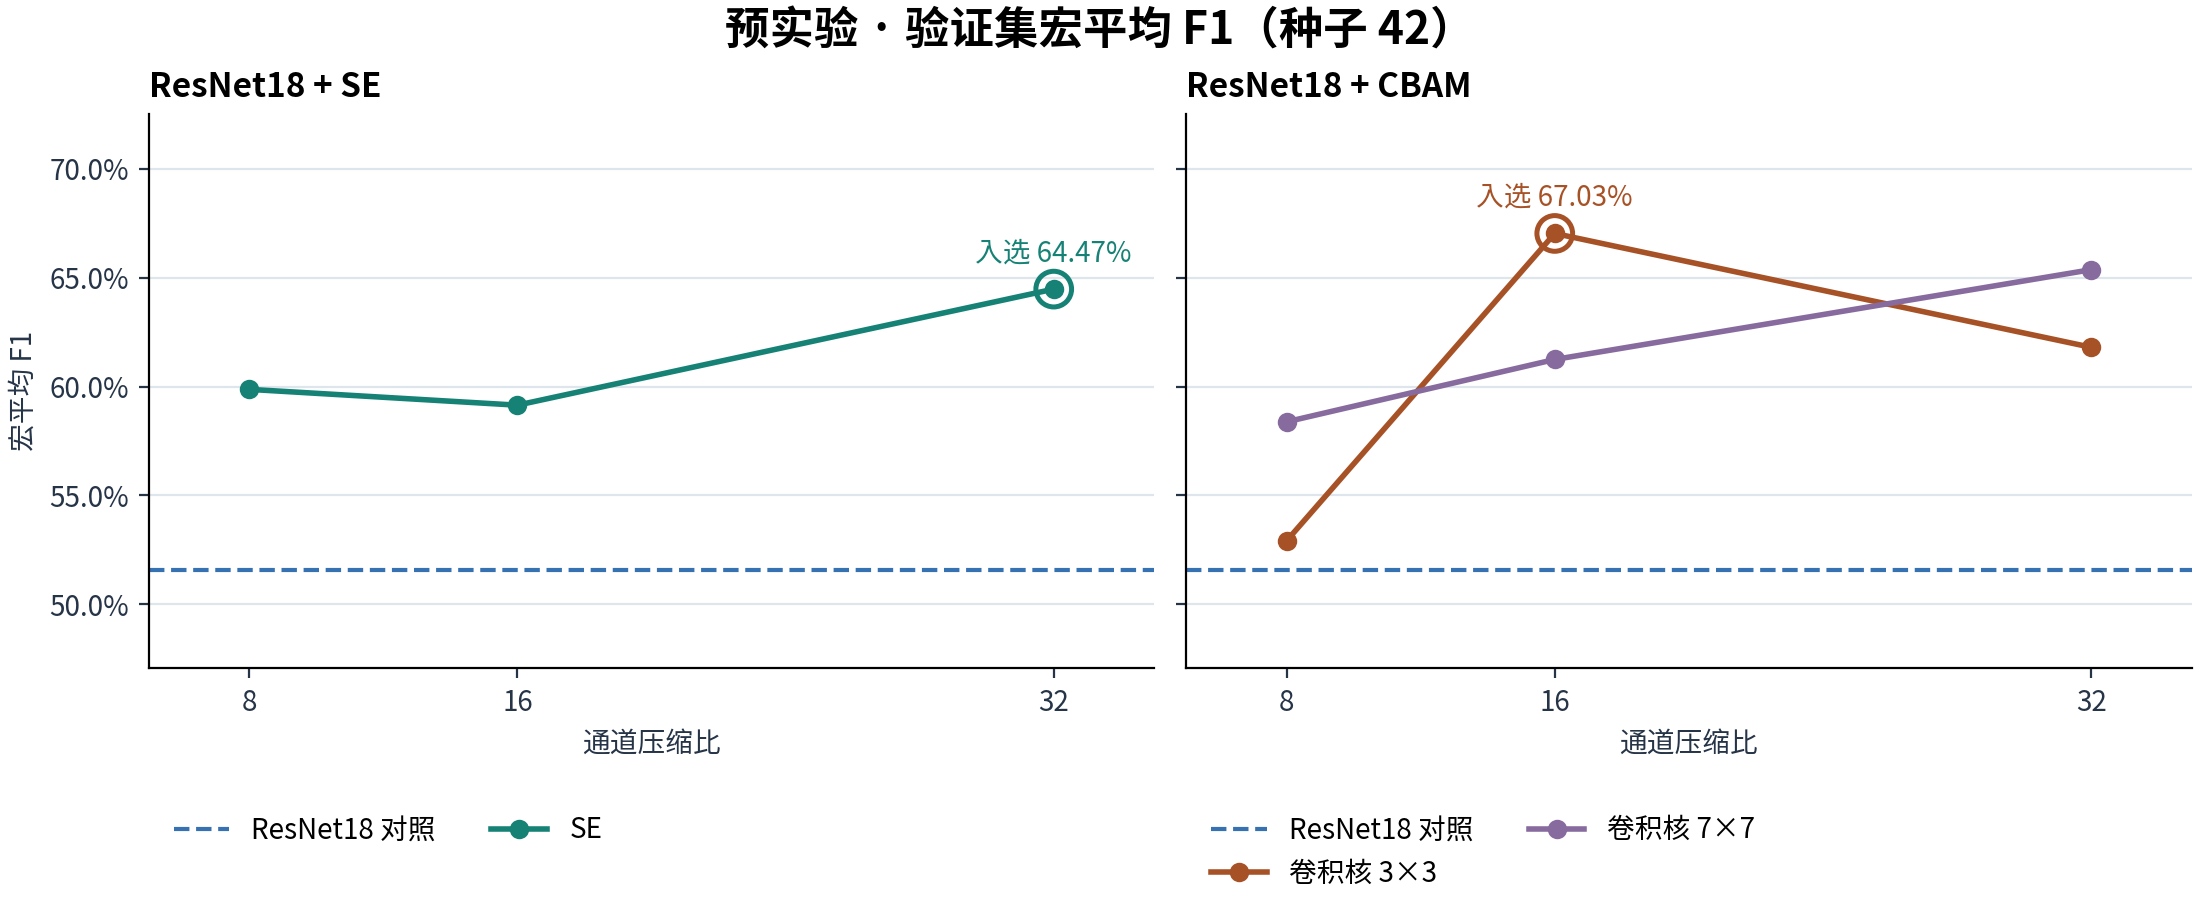 预实验 · 验证集宏平均 F1（种子 42）
ResNet18 + SE
宏平均 F1
70.0%
65.0%
60.0%
55.0%
50.0%
入选 64.47%
8
16
32
通道压缩比
ResNet18 对照
SE
ResNet18 + CBAM
入选 67.03%
8
16
32
通道压缩比
ResNet18 对照
卷积核 7×7
卷积核 3×3